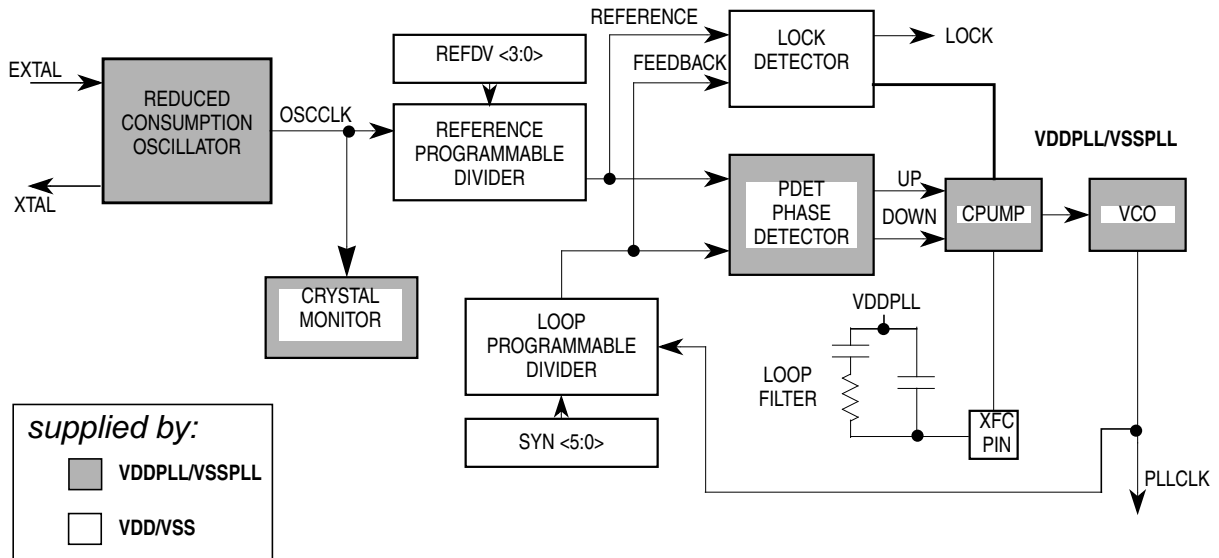 REFERENCE
REFDV <3:0>
LOCK
DETECTOR
LOCK
EXTAL
FEEDBACK
REDUCED
CONSUMPTION
OSCILLATOR
OSCCLK
REFERENCE
PROGRAMMABLE
DIVIDER
VDDPLL/VSSPLL
XTAL
PDET
PHASE
DETECTOR
UP
DOWN
CPUMP
VCO
CRYSTAL
MONITOR
LOOP
PROGRAMMABLE
DIVIDER
VDDPLL
LOOP
FILTER
SYN <5:0>
XFC
PIN
PLLCLK
supplied by:
VDDPLL/VSSPLL
VDD/VSS